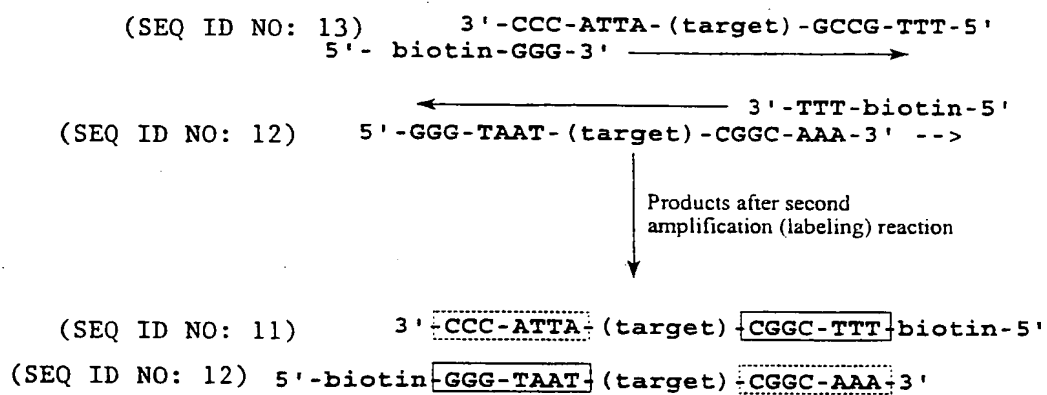 (SEQ ID NO: 13) 3'-CCC-ATTA-(target)-GCCG-TTT-5'
5'- biotin-GGG-3'
3'-TTT-biotin-5'
(SEQ ID NO: 12) 5'-GGG-TAAT-(target)-CGGC-AAA-3' -->
Products after second
amplification (labeling) reaction
(SEQ ID NO: 11) 3'-CCC-ATTA-(target)-CGGC-TTT-biotin-5'
(SEQ ID NO: 12) 5'-biotin-GGG-TAAT-(target)-CGGC-AAA-3'